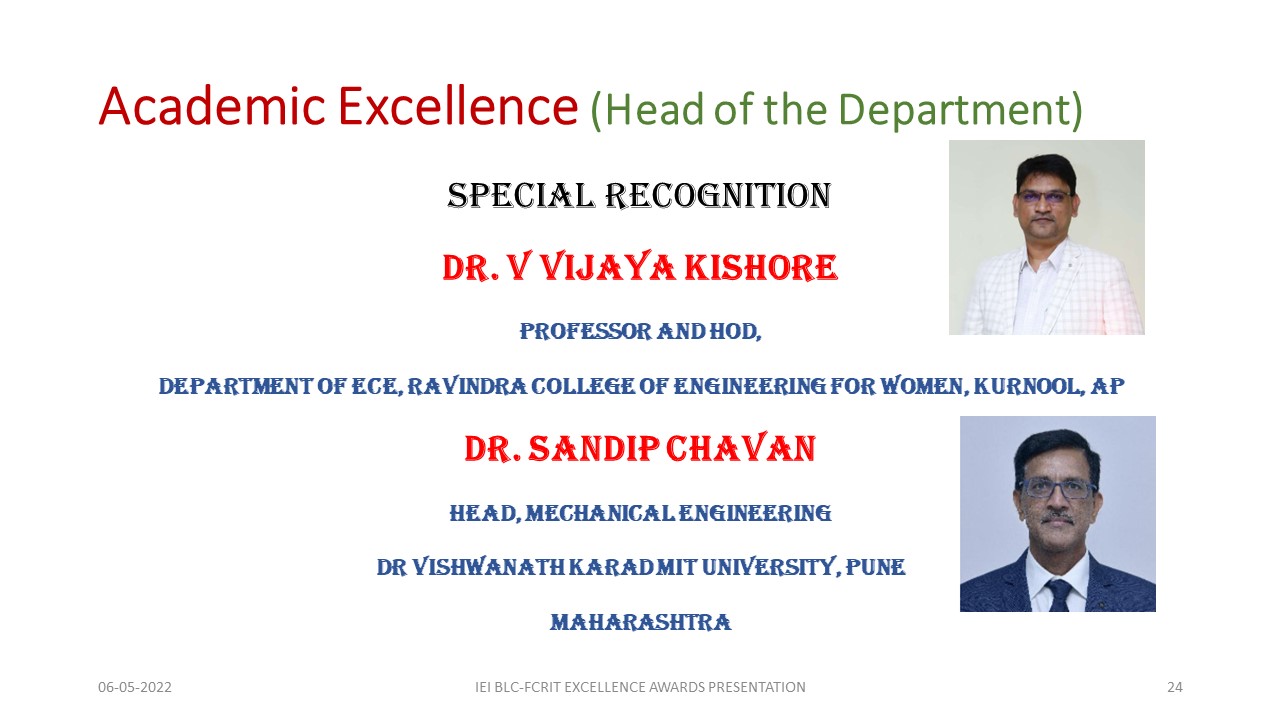 Academic Excellence (Head of the Department)
SPECIAL RECOGNITION
DR. V VIJAYA KISHORE
PROFESSOR AND HOD,
DEPARTMENT OF ECE, RAVINDRA COLLEGE OF ENGINEERING FOR WOMEN, KURNOOL, AP
DR. SANDIP CHAVAN
HEAD, MECHANICAL ENGINEERING
DR VISHWANATH KARAD MIT UNIVERSITY, PUNE
MAHARASHTRA
06-05-2022
IEI BLC-FCRIT EXCELLENCE AWARDS PRESENTATION
24